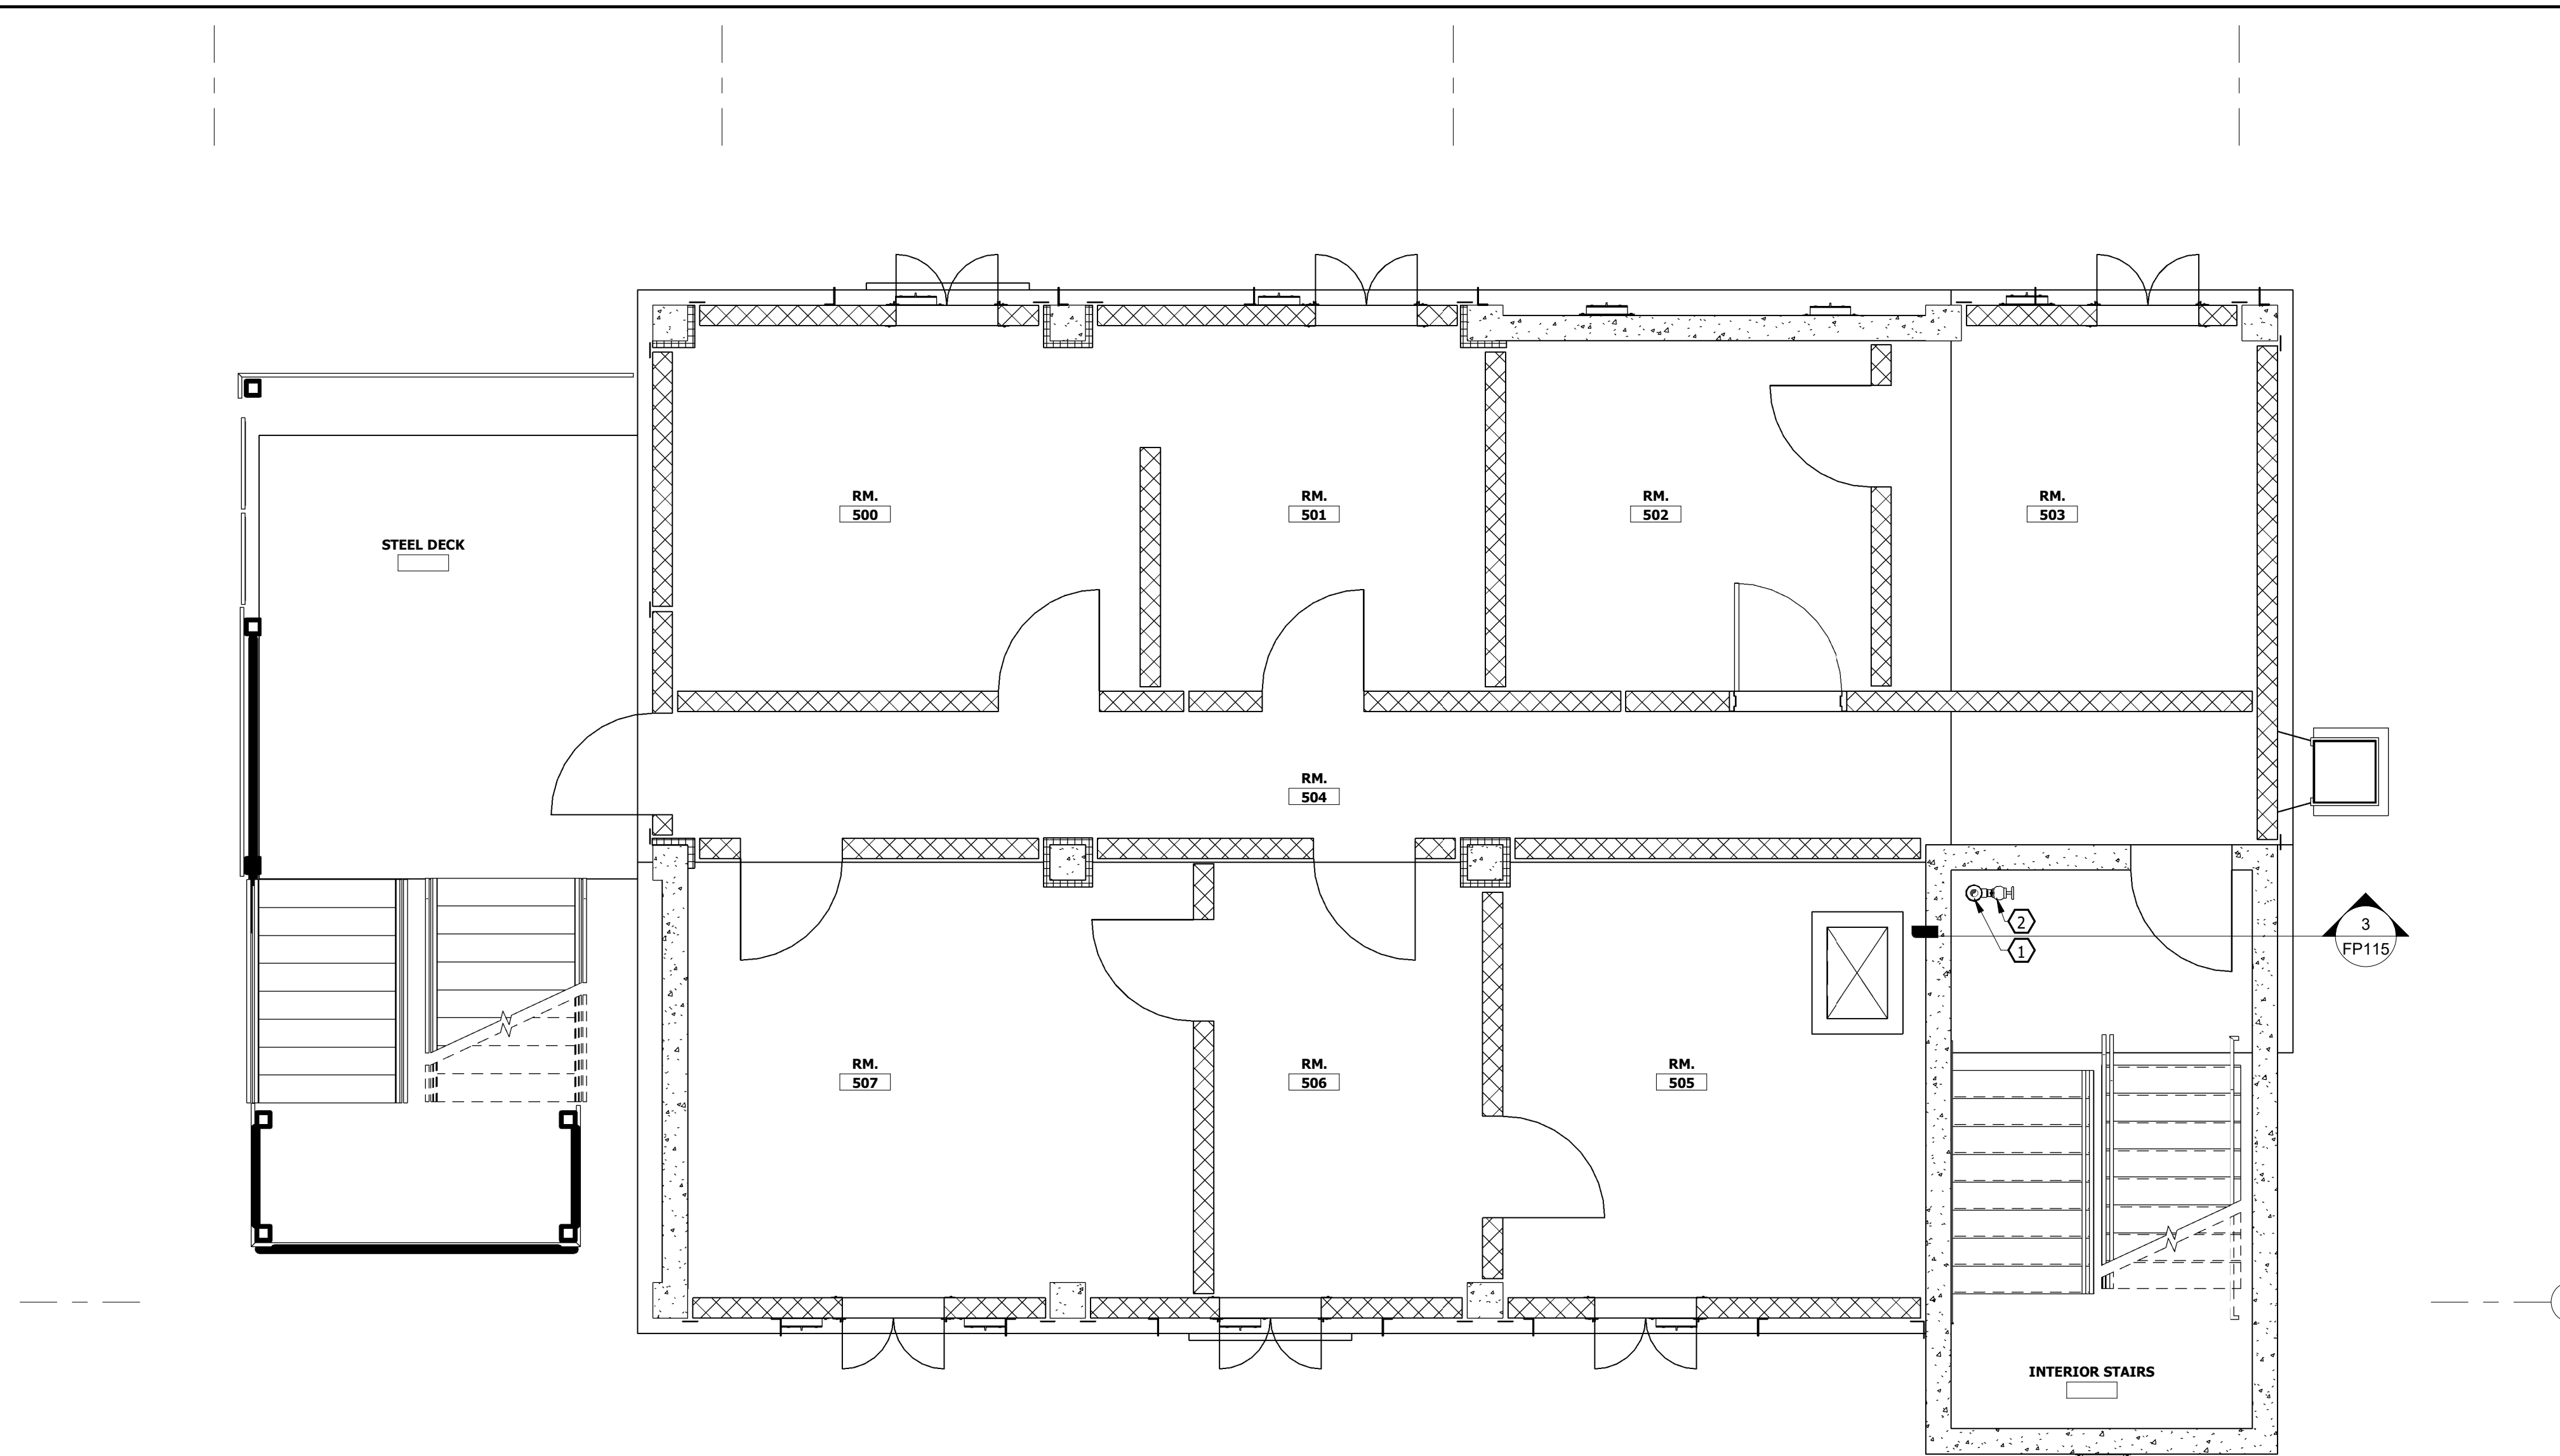 RM.
500
RM.
501
RM.
502
RM.
503
STEEL DECK
RM.
504
2
1
3
FP115
RM.
507
RM.
506
RM.
505
INTERIOR STAIRS